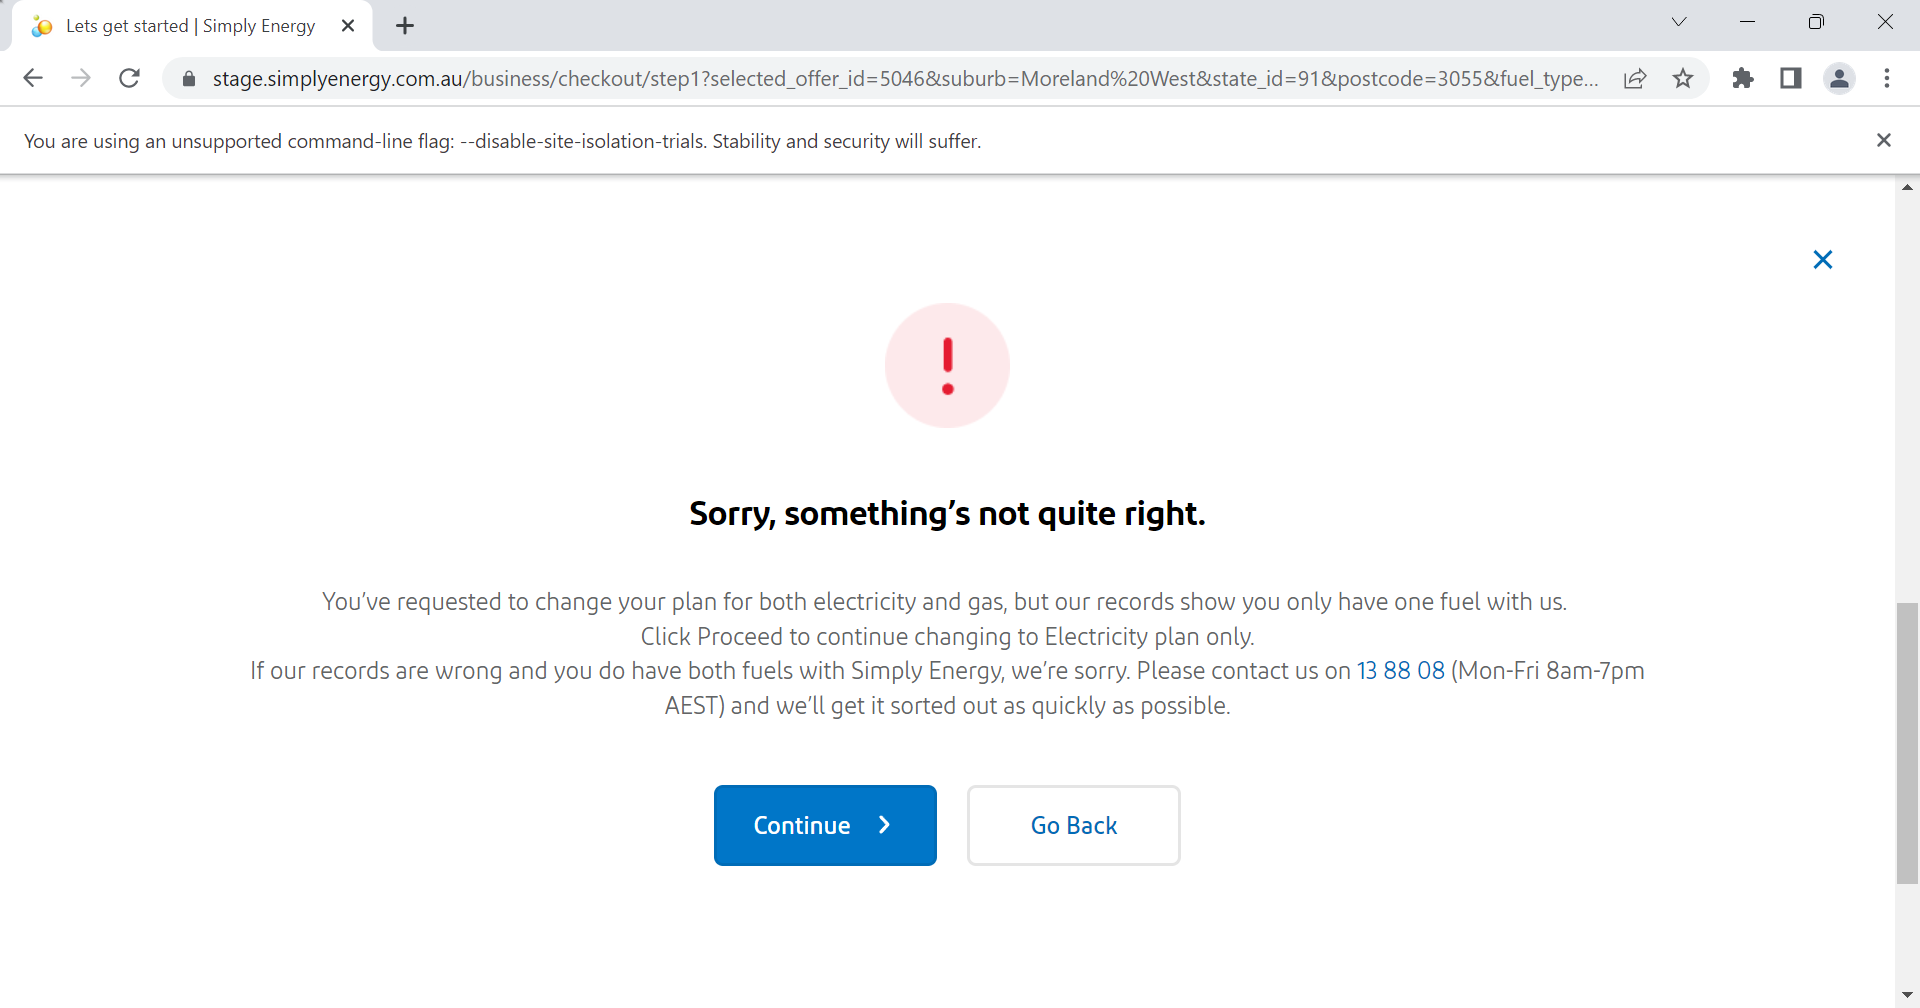 Lets get started | Simply Energy
stage.simplyenergy.com.au/business/checkout/step1?selected_offer_id=5046&suburb=Moreland%20West&state_id=91&postcode=3055&fuel_type...
You are using an unsupported command-line flag: --disable-site-isolation-trials. Stability and security will suffer.
Sorry, something’s not quite right.
You’ve requested to change your plan for both electricity and gas, but our records show you only have one fuel with us.
Click Proceed to continue changing to Electricity plan only.
If our records are wrong and you do have both fuels with Simply Energy, we’re sorry. Please contact us on 13 88 08 (Mon-Fri 8am-7pm
AEST) and we’ll get it sorted out as quickly as possible.
Continue
Go Back